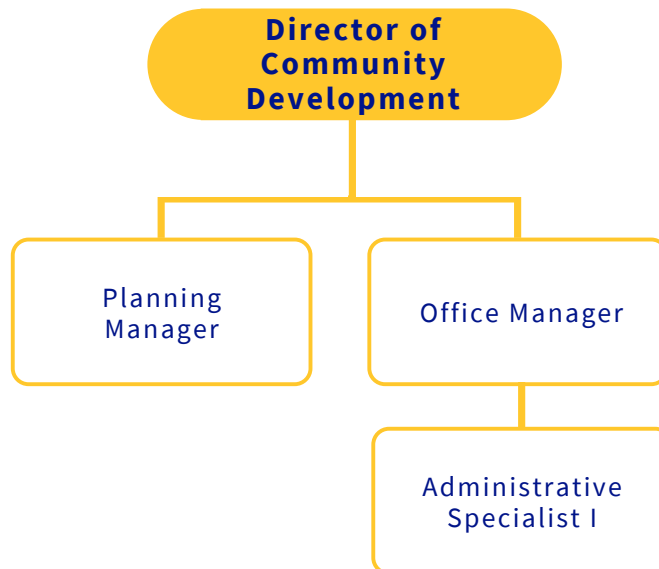 Director of
Community
Development
Planning
Manager
Office Manager
Administrative
Specialist I